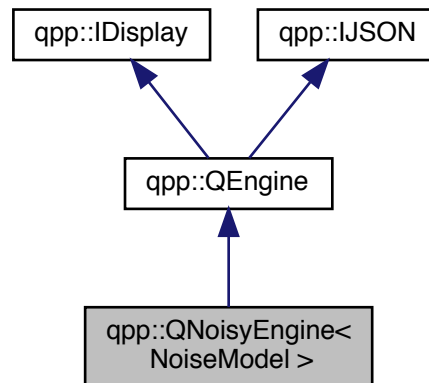 qpp::IDisplay
qpp::IJSON
qpp::QEngine
qpp::QNoisyEngine<
NoiseModel >